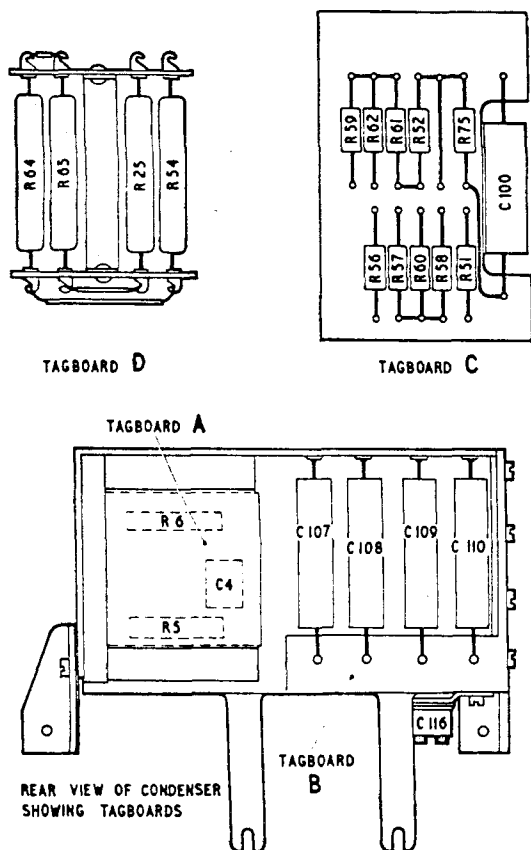 R64
R65
R25
R54
TAGBOARD D
R59
R62
R61
R52
R75
C100
R56
R57
R60
R58
R51
TAGBOARD C
TAGBOARD A
R6
C4
R5
C107
C108
C109
C110
C116
TAGBOARD
B
REAR VIEW OF CONDENSER
SHOWING TAGBOARDS